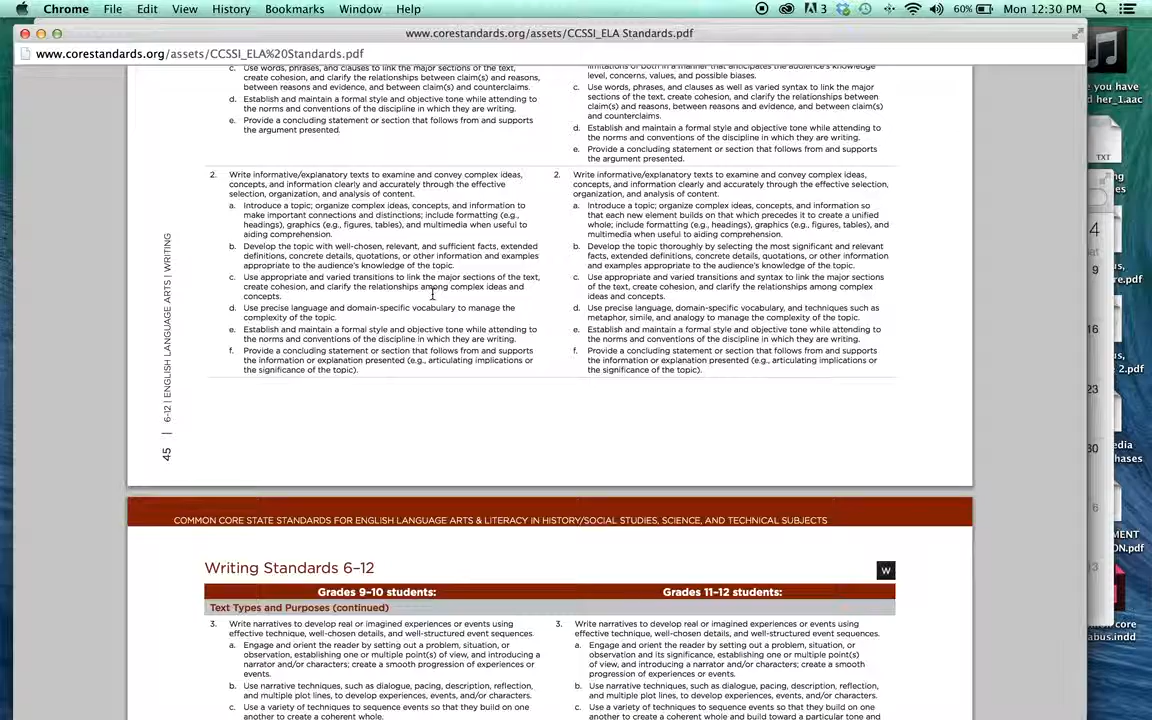 Chrome File Edit View History Bookmarks Window Help
3 60% Mon 12:30 PM
www.corestandards.org/assets/CCSSI_ELA Standards.pdf
www.corestandards.org/assets/CCSSI_ELA%20Standards.pdf
c. Use words, phrases, and clauses to link the major sections of the text,
create cohesion, and clarify the relationships between claim(s) and reasons,
between reasons and evidence, and between claim(s) and counterclaims.
d. Establish and maintain a formal style and objective tone while attending to
the norms and conventions of the discipline in which they are writing.
e. Provide a concluding statement or section that follows from and supports
the argument presented.
limitations of both in a manner that anticipates the audience's knowledge
level, concerns, values, and possible biases.
c. Use words, phrases, and clauses as well as varied syntax to link the major
sections of the text, create cohesion, and clarify the relationships between
claim(s) and reasons, between reasons and evidence, and between claim(s)
and counterclaims.
d. Establish and maintain a formal style and objective tone while attending to
the norms and conventions of the discipline in which they are writing.
e. Provide a concluding statement or section that follows from and supports
the argument presented.
2. Write informative/explanatory texts to examine and convey complex ideas,
concepts, and information clearly and accurately through the effective
selection, organization, and analysis of content.
a. Introduce a topic; organize complex ideas, concepts, and information to
make important connections and distinctions; include formatting (e.g.,
headings), graphics (e.g., figures, tables), and multimedia when useful to
aiding comprehension.
b. Develop the topic with well-chosen, relevant, and sufficient facts, extended
definitions, concrete details, quotations, or other information and examples
appropriate to the audience's knowledge of the topic.
c. Use appropriate and varied transitions to link the major sections of the text,
create cohesion, and clarify the relationships among complex ideas and
concepts.
d. Use precise language and domain-specific vocabulary to manage the
complexity of the topic.
e. Establish and maintain a formal style and objective tone while attending to
the norms and conventions of the discipline in which they are writing.
f. Provide a concluding statement or section that follows from and supports
the information or explanation presented (e.g., articulating implications or
the significance of the topic).
2. Write informative/explanatory texts to examine and convey complex ideas,
concepts, and information clearly and accurately through the effective
selection, organization, and analysis of content.
a. Introduce a topic; organize complex ideas, concepts, and information so
that each new element builds on that which precedes it to create a unified
whole; include formatting (e.g., headings), graphics (e.g., figures, tables), and
multimedia when useful to aiding comprehension.
b. Develop the topic thoroughly by selecting the most significant and relevant
facts, extended definitions, concrete details, quotations, or other information
and examples appropriate to the audience's knowledge of the topic.
c. Use appropriate and varied transitions and syntax to link the major sections
of the text, create cohesion, and clarify the relationships among complex
ideas and concepts.
d. Use precise language, domain-specific vocabulary, and techniques such as
metaphor, simile, and analogy to manage the complexity of the topic.
e. Establish and maintain a formal style and objective tone while attending to
the norms and conventions of the discipline in which they are writing.
f. Provide a concluding statement or section that follows from and supports
the information or explanation presented (e.g., articulating implications or
the significance of the topic).
45 | 6-12 | ENGLISH LANGUAGE ARTS | WRITING
COMMON CORE STATE STANDARDS FOR ENGLISH LANGUAGE ARTS & LITERACY IN HISTORY/SOCIAL STUDIES, SCIENCE, AND TECHNICAL SUBJECTS
Writing Standards 6–12
W
Grades 9–10 students: Grades 11–12 students:
Text Types and Purposes (continued)
3. Write narratives to develop real or imagined experiences or events using
effective technique, well-chosen details, and well-structured event sequences.
a. Engage and orient the reader by setting out a problem, situation, or
observation, establishing one or multiple point(s) of view, and introducing a
narrator and/or characters; create a smooth progression of experiences or
events.
b. Use narrative techniques, such as dialogue, pacing, description, reflection,
and multiple plot lines, to develop experiences, events, and/or characters.
c. Use a variety of techniques to sequence events so that they build on one
another to create a coherent whole.
3. Write narratives to develop real or imagined experiences or events using
effective technique, well-chosen details, and well-structured event sequences.
a. Engage and orient the reader by setting out a problem, situation, or
observation and its significance, establishing one or multiple point(s)
of view, and introducing a narrator and/or characters; create a smooth
progression of experiences or events.
b. Use narrative techniques, such as dialogue, pacing, description, reflection,
and multiple plot lines, to develop experiences, events, and/or characters.
c. Use a variety of techniques to sequence events so that they build on one
another to create a coherent whole and build toward a particular tone and
e you have
d her_1.aac
TXT
4
9
16
2.pdf
23
30
6